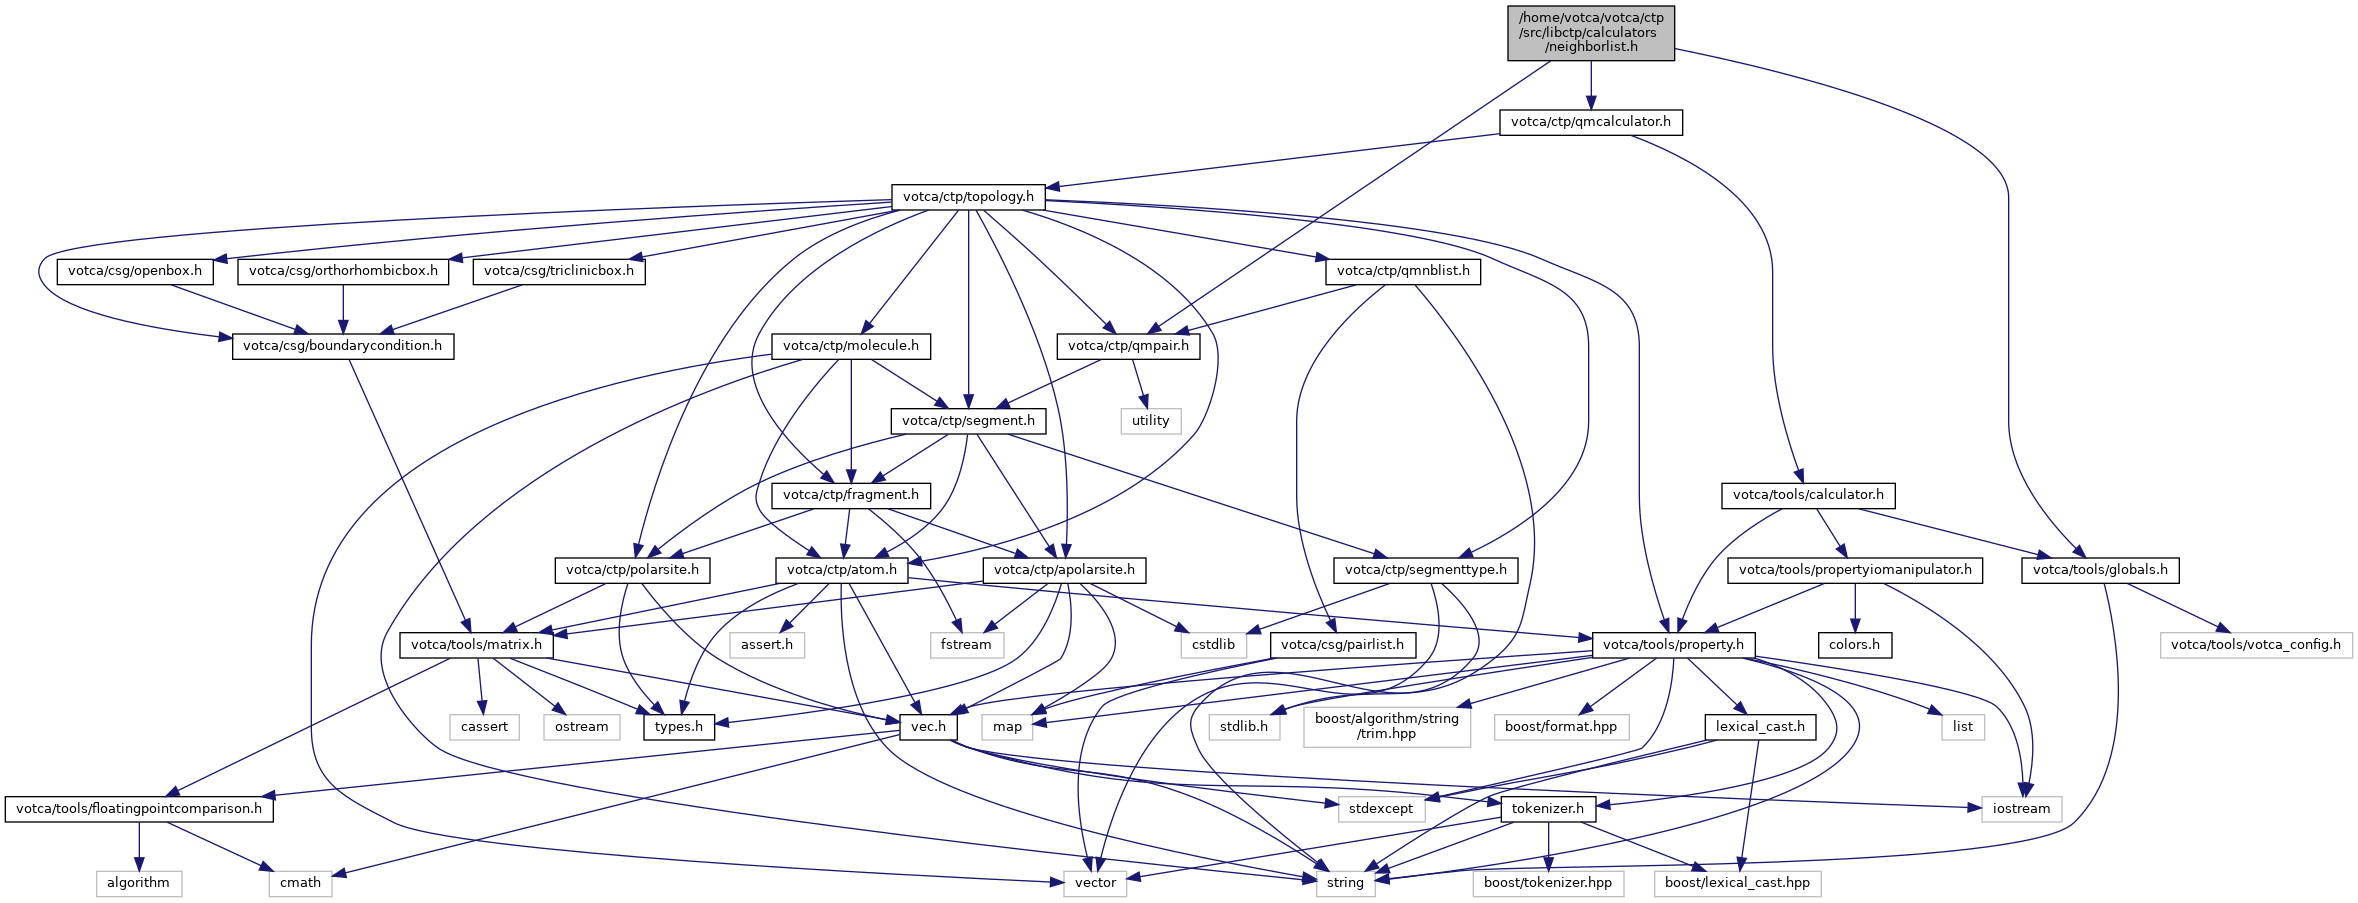 /home/votca/votca/ctp
/src/libctp/calculators
/neighborlist.h
votca/ctp/qmcalculator.h
votca/ctp/topology.h
votca/csg/openbox.h
votca/csg/orthorhombicbox.h
votca/csg/triclinicbox.h
votca/ctp/qmnblist.h
votca/csg/boundarycondition.h
votca/ctp/molecule.h
votca/ctp/qmpair.h
votca/ctp/segment.h
utility
votca/ctp/fragment.h
votca/tools/calculator.h
votca/ctp/polarsite.h
votca/ctp/atom.h
votca/ctp/apolarsite.h
votca/ctp/segmenttype.h
votca/tools/propertyiomanipulator.h
votca/tools/globals.h
votca/tools/matrix.h
assert.h
fstream
cstdlib
votca/csg/pairlist.h
votca/tools/property.h
colors.h
votca/tools/votca_config.h
cassert
ostream
types.h
vec.h
map
stdlib.h
boost/algorithm/string
/trim.hpp
boost/format.hpp
lexical_cast.h
list
votca/tools/floatingpointcomparison.h
stdexcept
tokenizer.h
iostream
algorithm
cmath
vector
string
boost/tokenizer.hpp
boost/lexical_cast.hpp